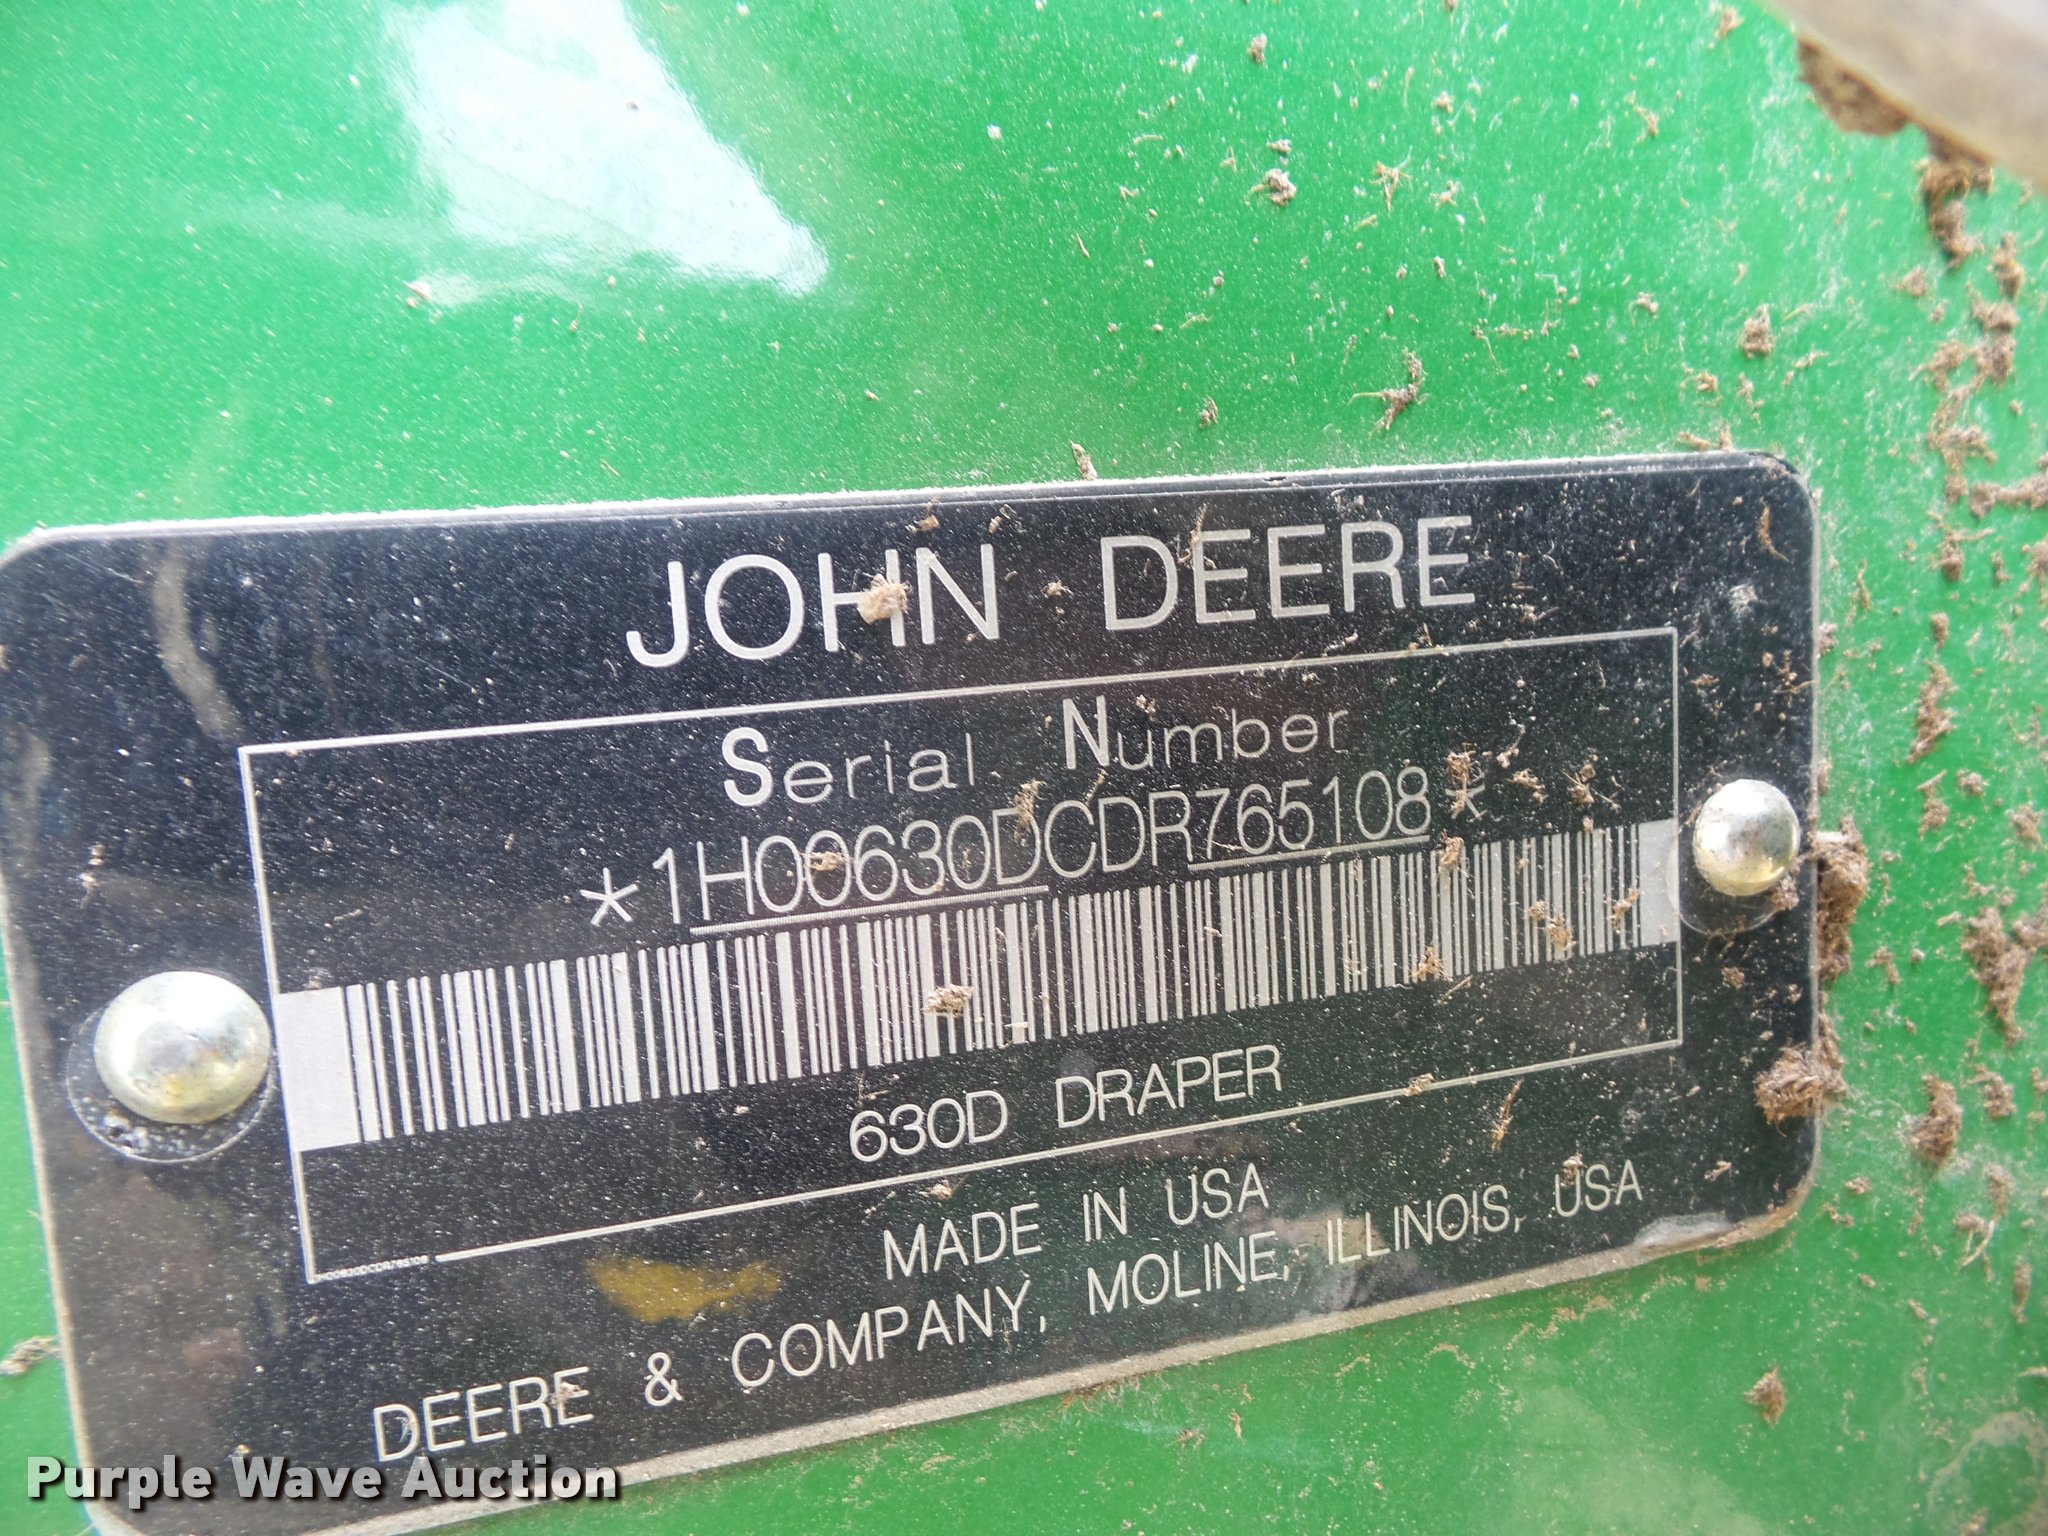 JOHN DEERE
Serial Number
*1H00630DCDR765108*
630D DRAPER
MADE IN USA
DEERE & COMPANY, MOLINE, ILLINOIS, USA
Purple Wave Auction